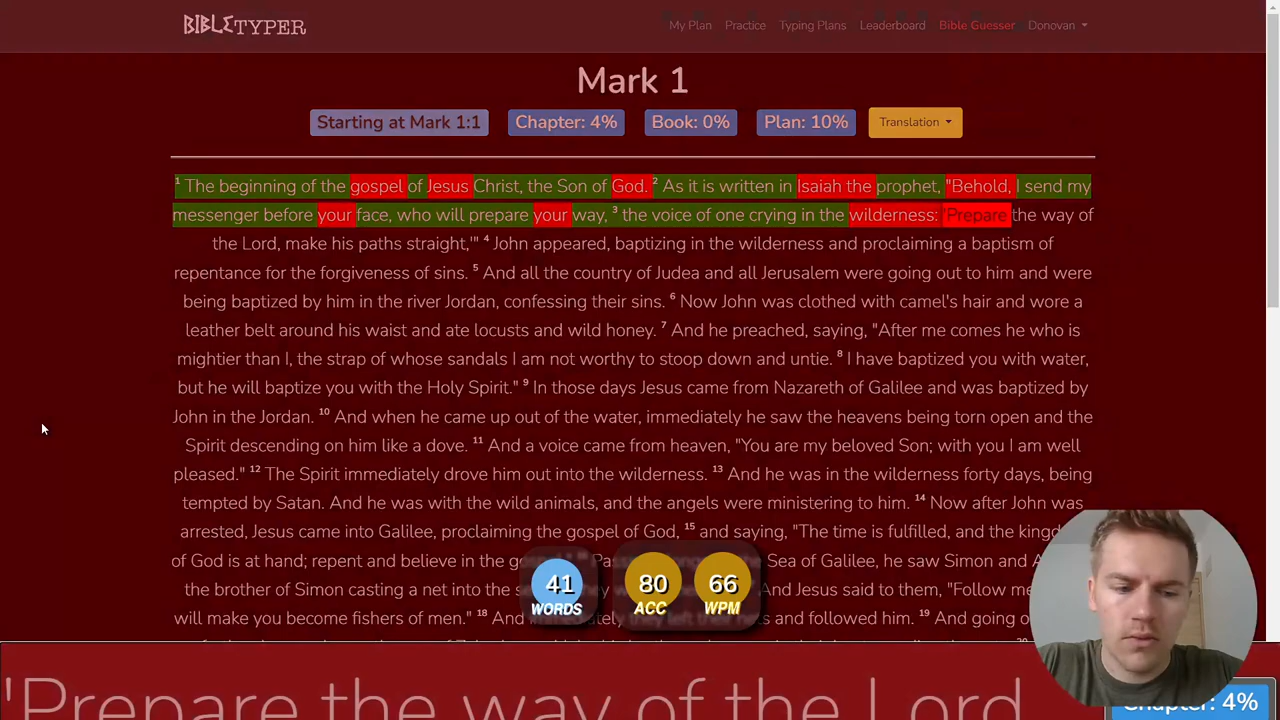 BIBLETYPER
My Plan Practice Typing Plans Leaderboard Bible Guesser Donovan
Mark 1
Starting at Mark 1:1 Chapter: 4% Book: 0% Plan: 10% Translation
1 The beginning of the gospel of Jesus Christ, the Son of God. 2 As it is written in Isaiah the prophet, "Behold, I send my
messenger before your face, who will prepare your way, 3 the voice of one crying in the wilderness: 'Prepare the way of
the Lord, make his paths straight,'" 4 John appeared, baptizing in the wilderness and proclaiming a baptism of
repentance for the forgiveness of sins. 5 And all the country of Judea and all Jerusalem were going out to him and were
being baptized by him in the river Jordan, confessing their sins. 6 Now John was clothed with camel's hair and wore a
leather belt around his waist and ate locusts and wild honey. 7 And he preached, saying, "After me comes he who is
mightier than I, the strap of whose sandals I am not worthy to stoop down and untie. 8 I have baptized you with water,
but he will baptize you with the Holy Spirit." 9 In those days Jesus came from Nazareth of Galilee and was baptized by
John in the Jordan. 10 And when he came up out of the water, immediately he saw the heavens being torn open and the
Spirit descending on him like a dove. 11 And a voice came from heaven, "You are my beloved Son; with you I am well
pleased." 12 The Spirit immediately drove him out into the wilderness. 13 And he was in the wilderness forty days, being
tempted by Satan. And he was with the wild animals, and the angels were ministering to him. 14 Now after John was
arrested, Jesus came into Galilee, proclaiming the gospel of God, 15 and saying, "The time is fulfilled, and the kingd
of God is at hand; repent and believe in the Sea of Galilee, he saw Simon and
the brother of Simon casting a net into the And Jesus said to them, "Follow
will make you become fishers of men." 18 And immediately they left their nets and followed him. 19 And going
41 80 66
WORDS ACC WPM
'Prepare the way of the Lord
Chapter: 4%